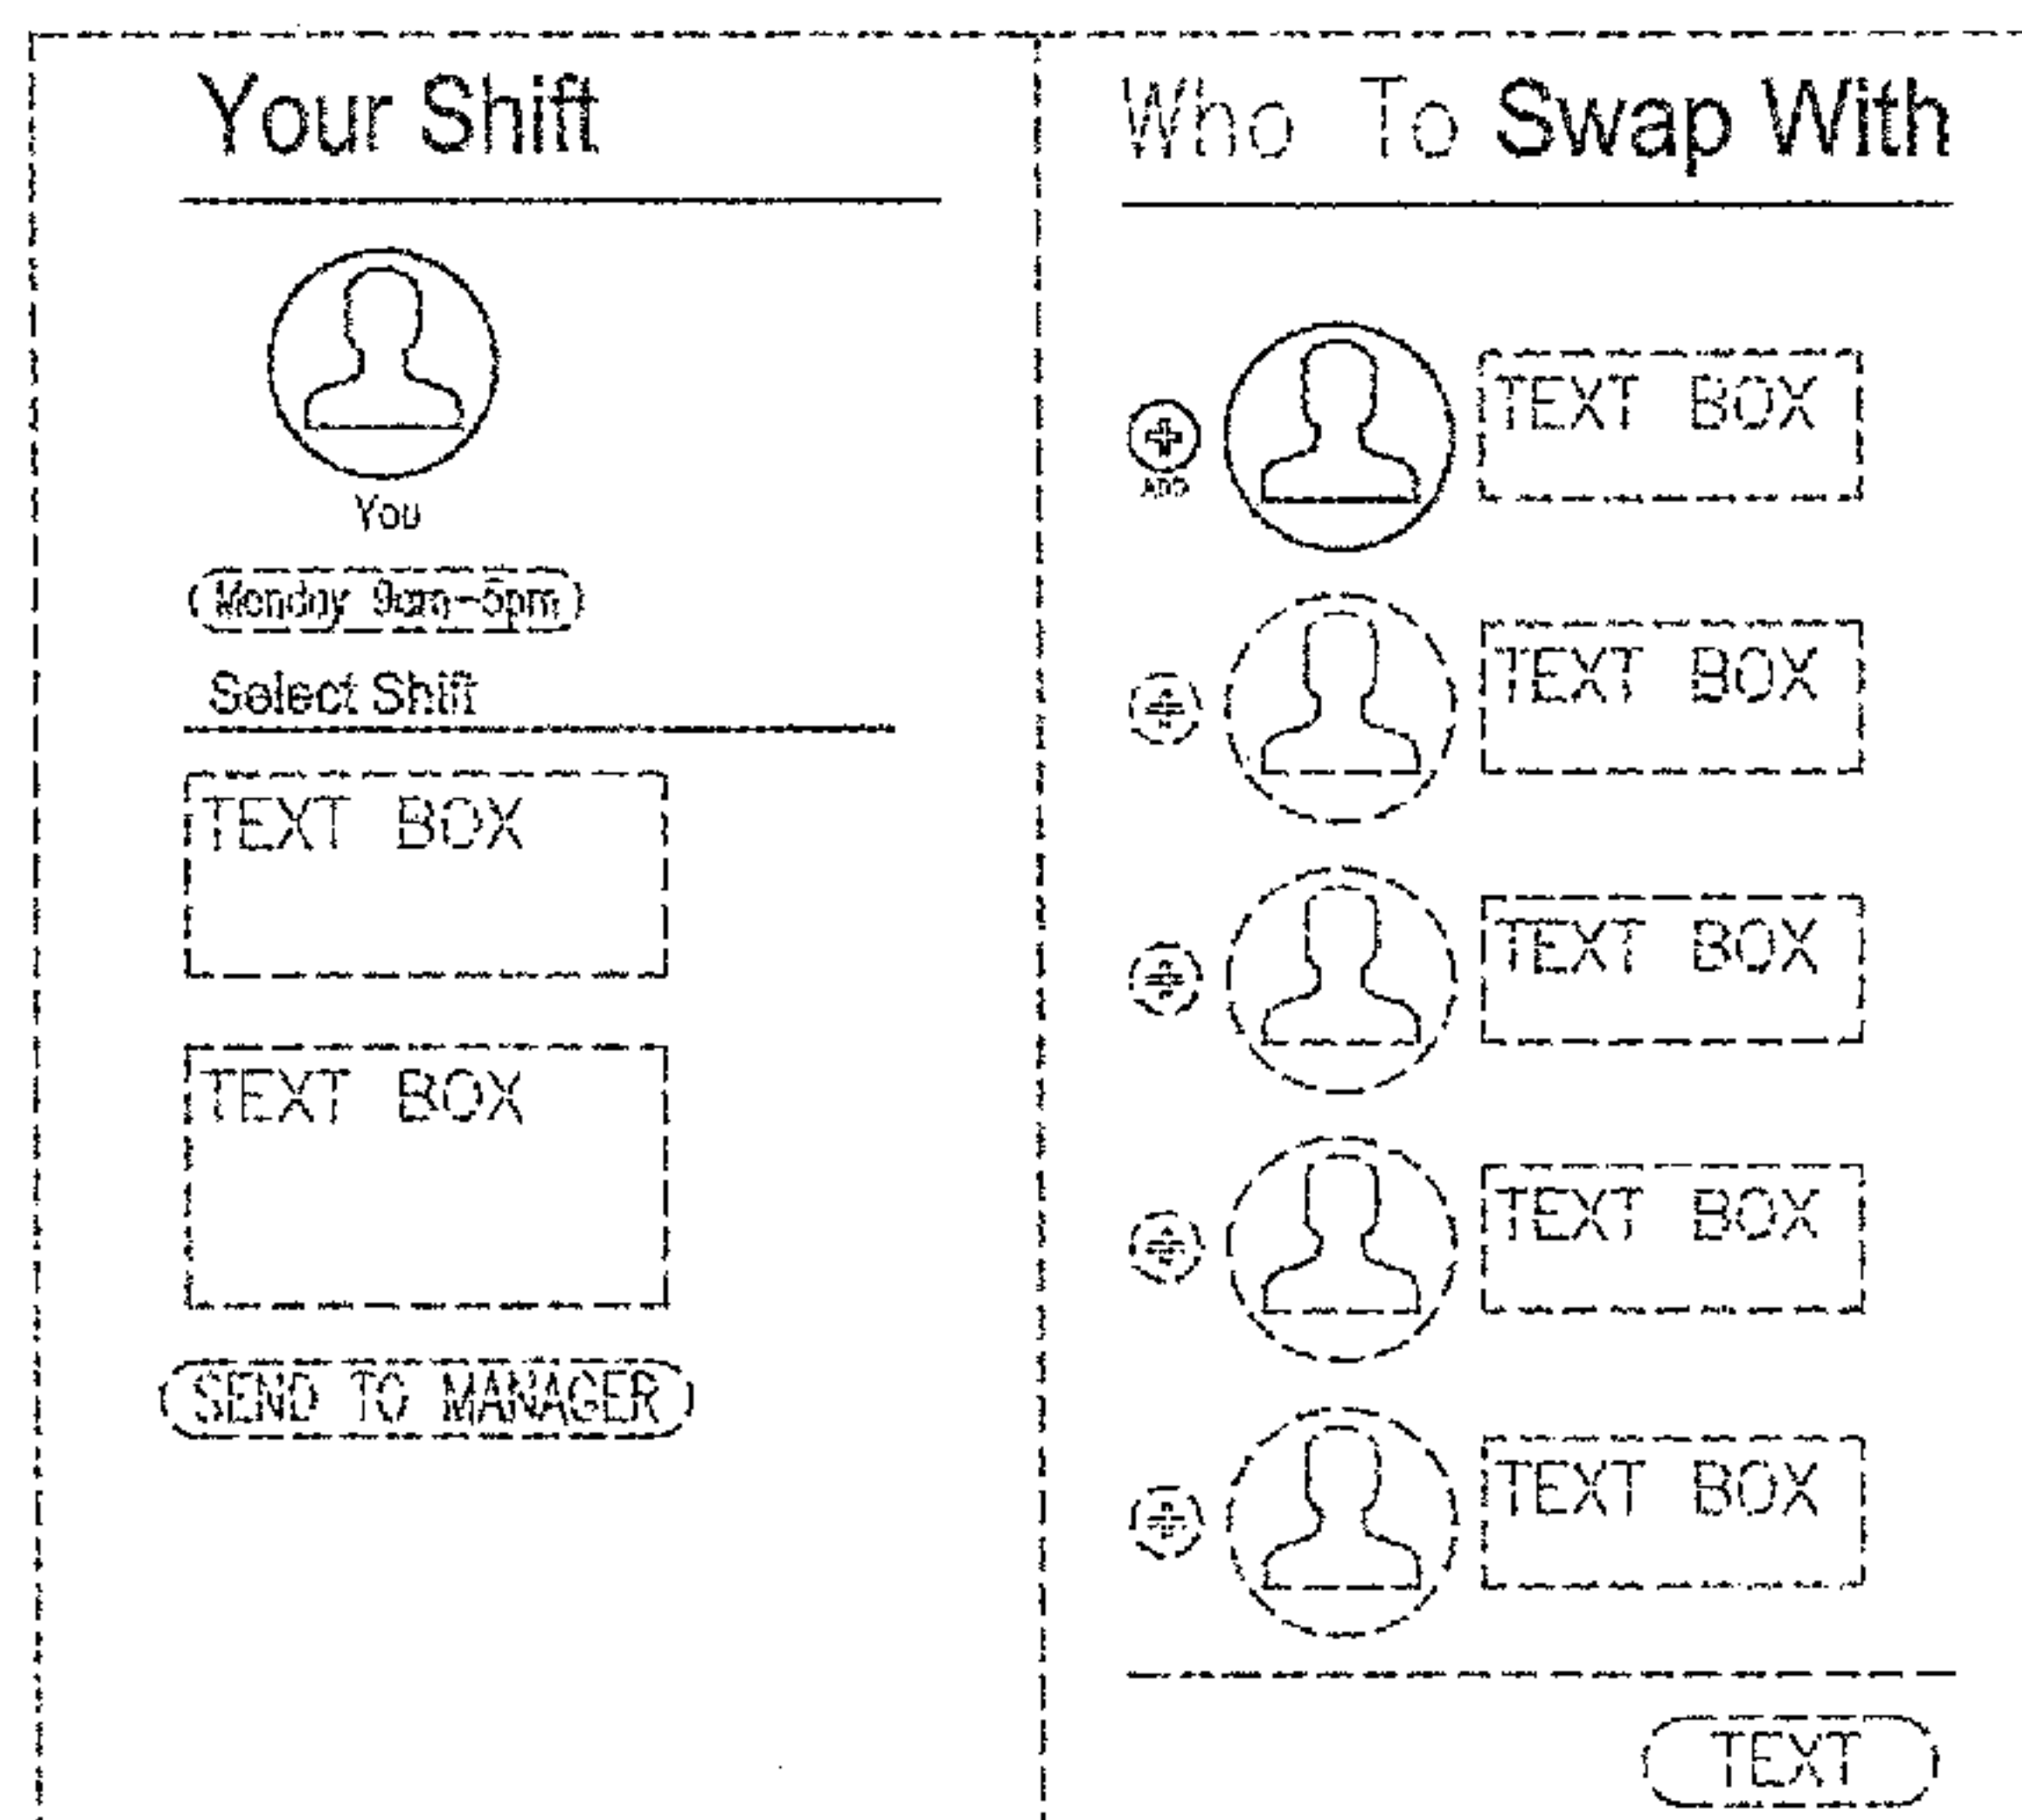 Your Shift
You
Monday 9am-5pm
Select Shift
TEXT BOX
TEXT BOX
SEND TO MANAGER
Who To Swap With
ADD
TEXT BOX
TEXT BOX
TEXT BOX
TEXT BOX
TEXT BOX
TEXT